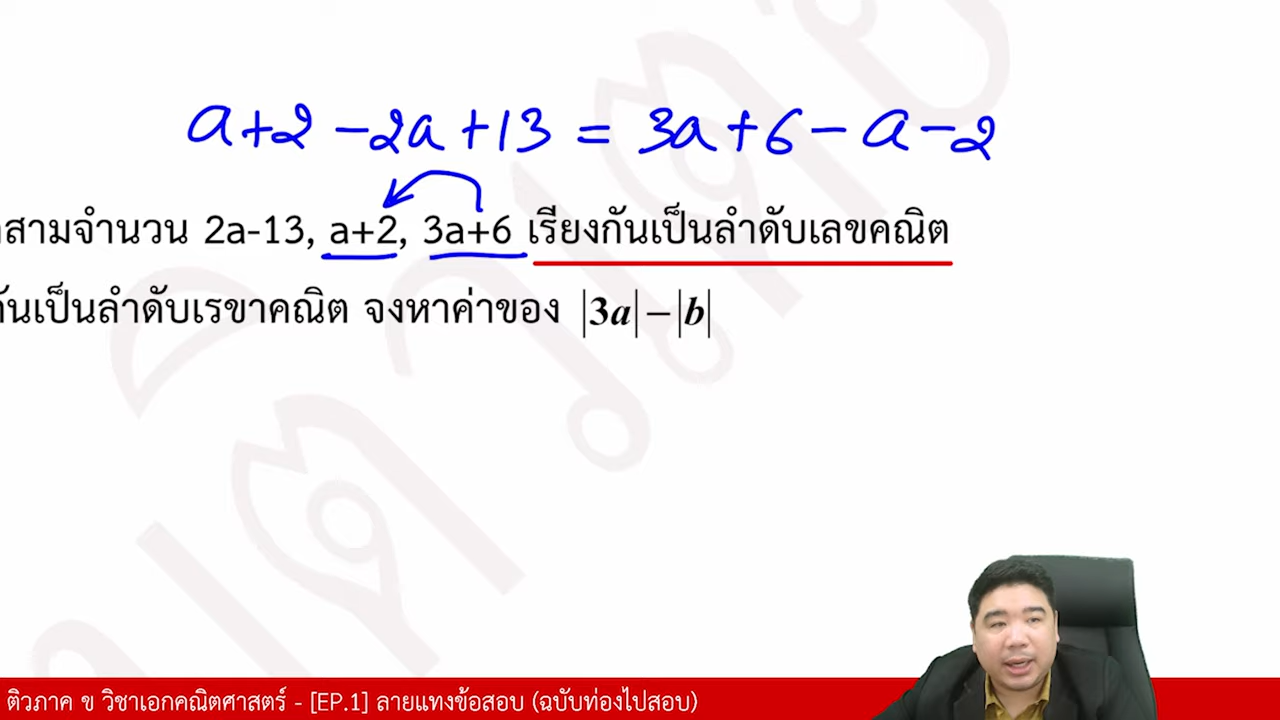 a+2 -2a +13 = 3a+6 - a -2
สามจำนวน 2a-13, a+2, 3a+6 เรียงกันเป็นลำดับเลขคณิต
กันเป็นลำดับเรขาคณิต จงหาค่าของ |3a|-|b|
ติวภาค ข วิชาเอกคณิตศาสตร์ - [EP.1] ลายแทงข้อสอบ (ฉบับท่องไปสอบ)